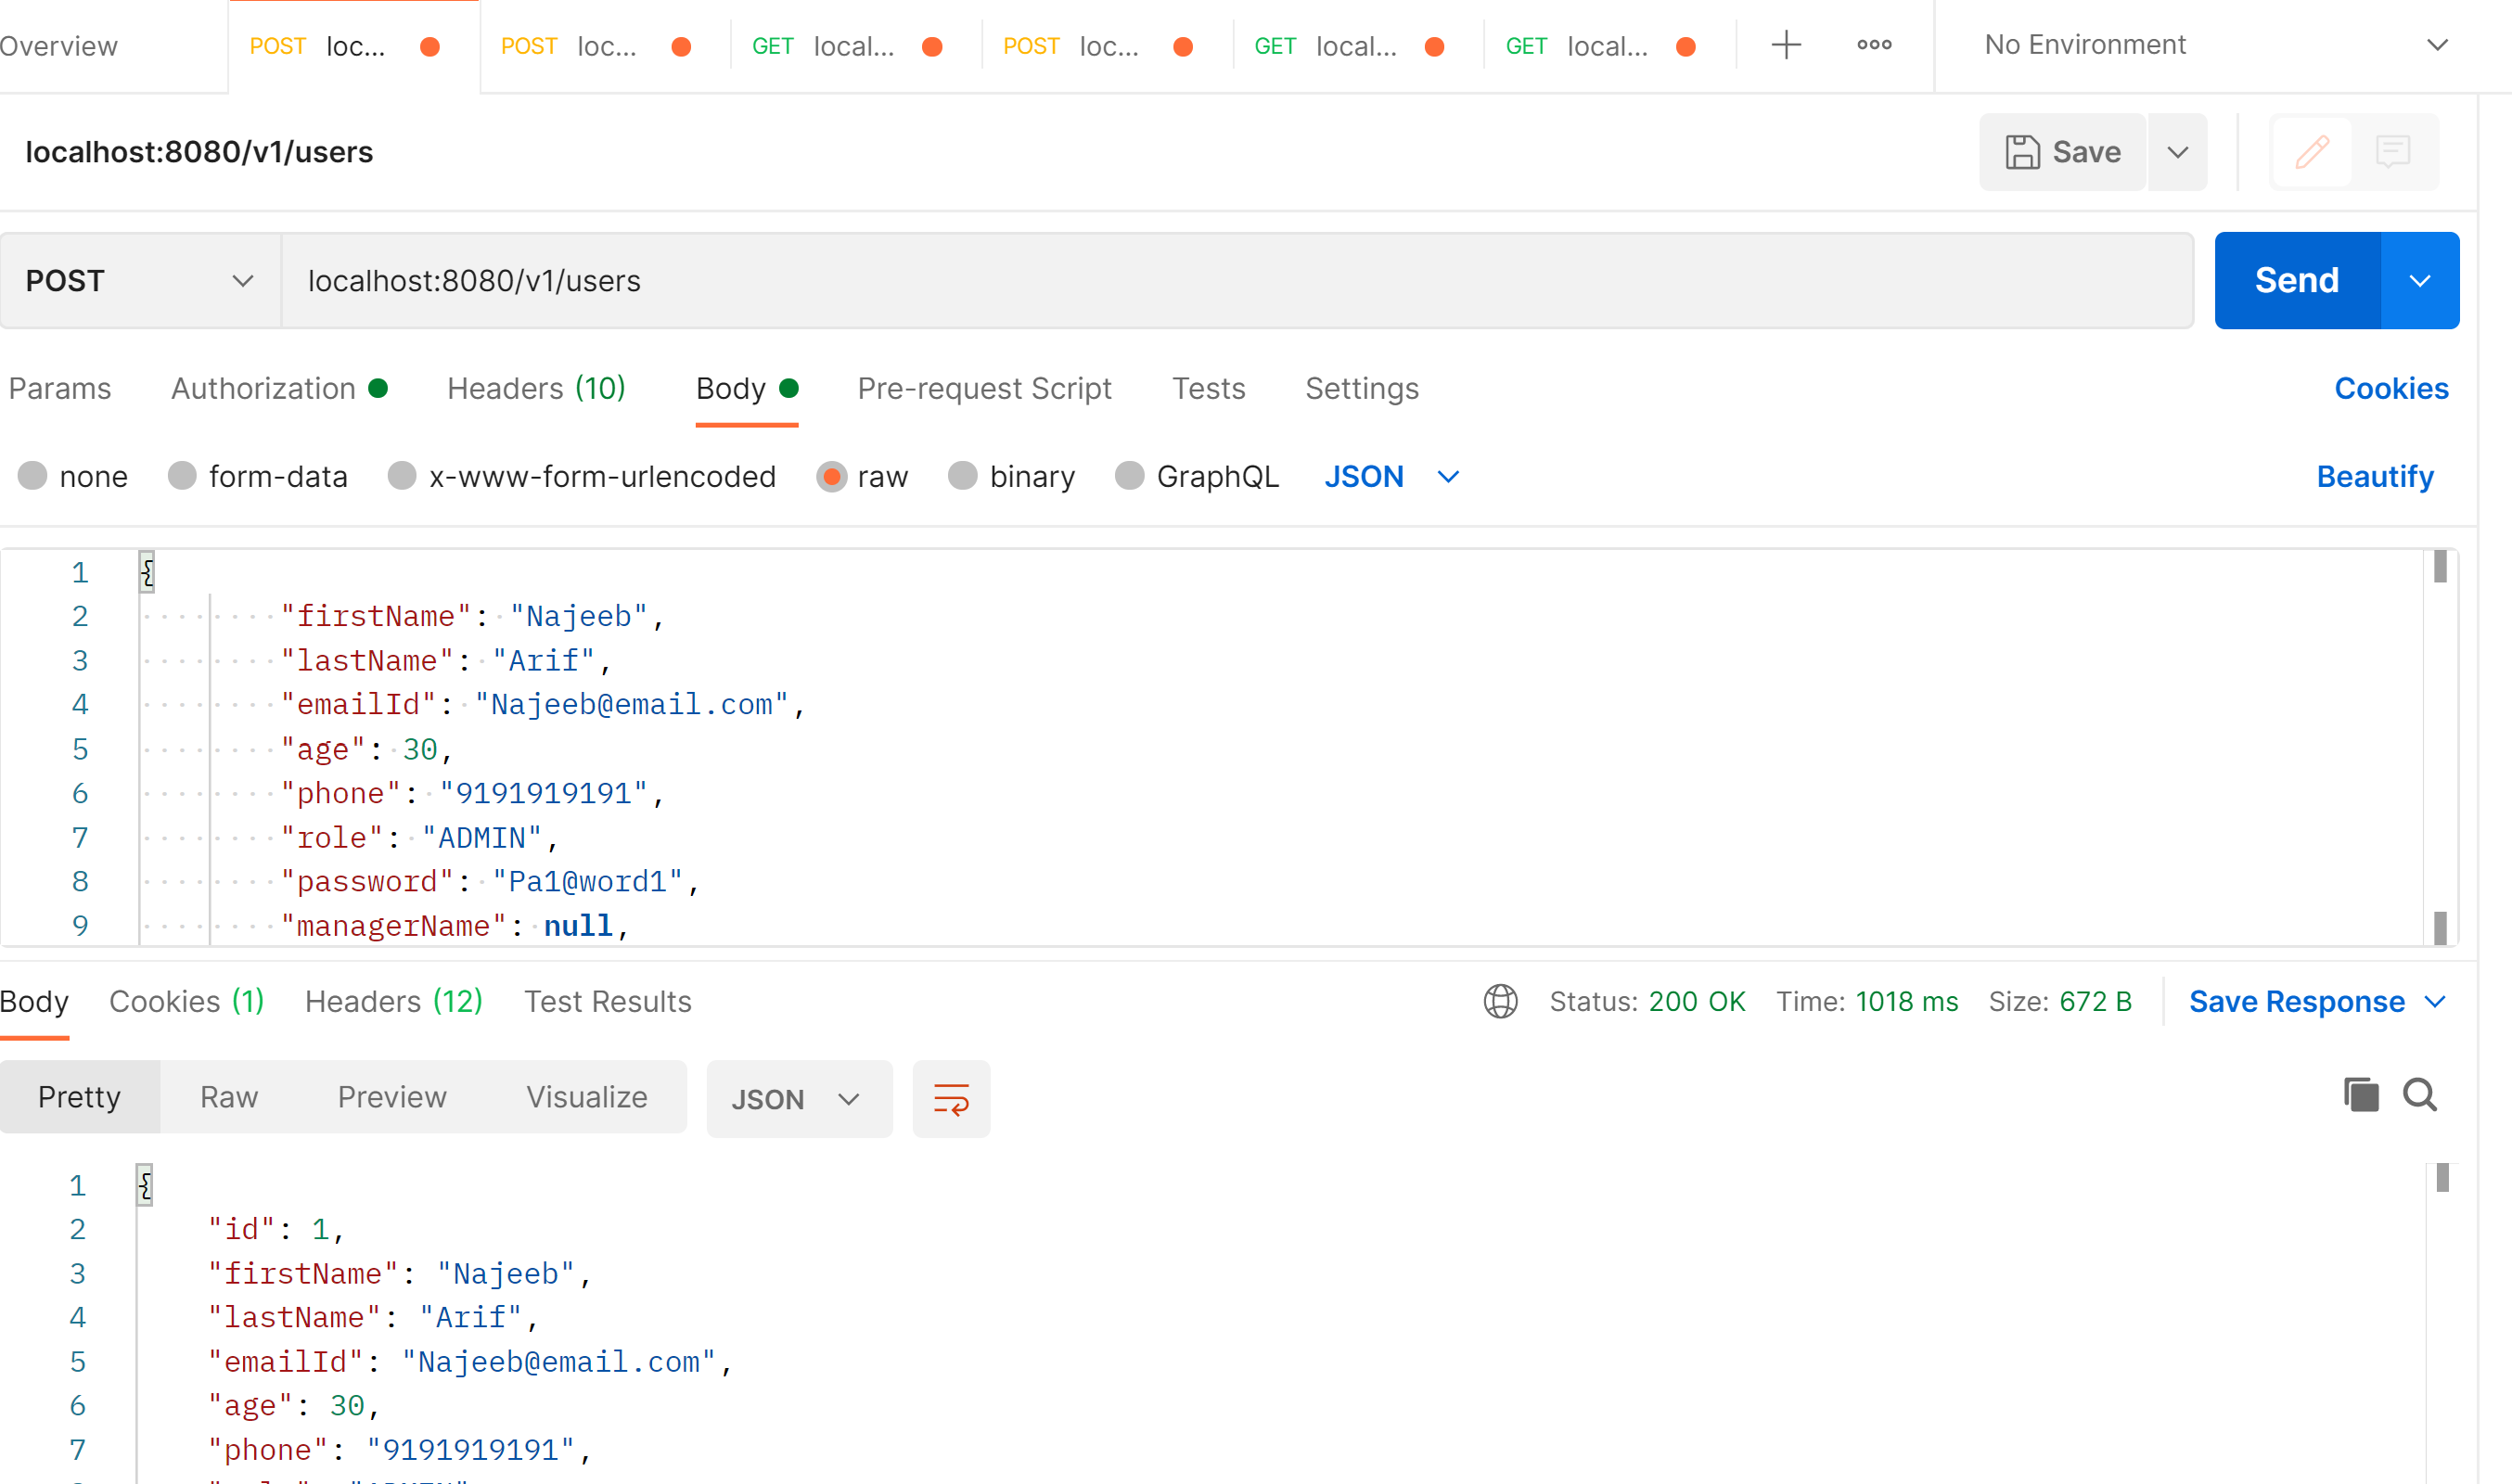 Overview POST loc... POST loc... GET local... POST loc... GET local... GET local... No Environment
localhost:8080/v1/users Save
POST localhost:8080/v1/users Send
Params Authorization Headers (10) Body Pre-request Script Tests Settings Cookies
none form-data x-www-form-urlencoded raw binary GraphQL JSON Beautify
1 {
2 "firstName": "Najeeb",
3 "lastName": "Arif",
4 "emailId": "Najeeb@email.com",
5 "age": 30,
6 "phone": "9191919191",
7 "role": "ADMIN",
8 "password": "Pa1@word1",
9 "managerName": null,
Body Cookies (1) Headers (12) Test Results Status: 200 OK Time: 1018 ms Size: 672 B Save Response
Pretty Raw Preview Visualize JSON
1 {
2 "id": 1,
3 "firstName": "Najeeb",
4 "lastName": "Arif",
5 "emailId": "Najeeb@email.com",
6 "age": 30,
7 "phone": "9191919191",